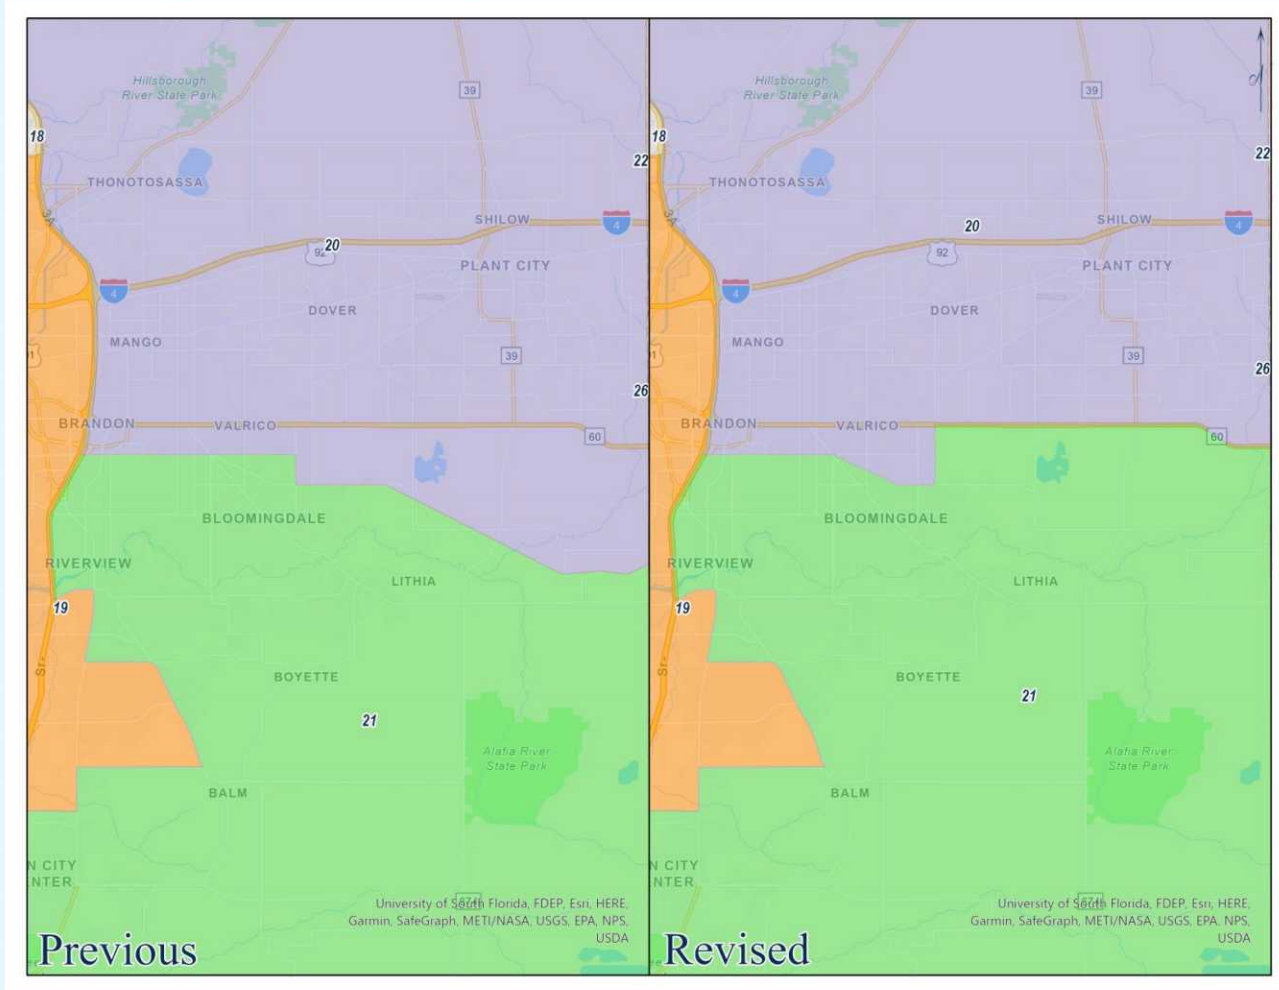 Hillsborough
River State Park
39
18
22
THONOTOSASSA
SHILOW
4
20
92
PLANT CITY
4
DOVER
MANGO
39
26
BRANDON
VALRICO
60
BLOOMINGDALE
RIVERVIEW
LITHIA
19
BOYETTE
21
Alafia River
State Park
BALM
N CITY
NTER
University of South Florida, FDEP, Esri, HERE,
Garmin, SafeGraph, METI/NASA, USGS, EPA, NPS,
USDA
Previous
Hillsborough
River State Park
39
18
22
THONOTOSASSA
SHILOW
4
20
92
PLANT CITY
4
DOVER
MANGO
39
26
BRANDON
VALRICO
60
BLOOMINGDALE
RIVERVIEW
LITHIA
19
BOYETTE
21
Alafia River
State Park
BALM
N CITY
NTER
University of South Florida, FDEP, Esri, HERE,
Garmin, SafeGraph, METI/NASA, USGS, EPA, NPS,
USDA
Revised